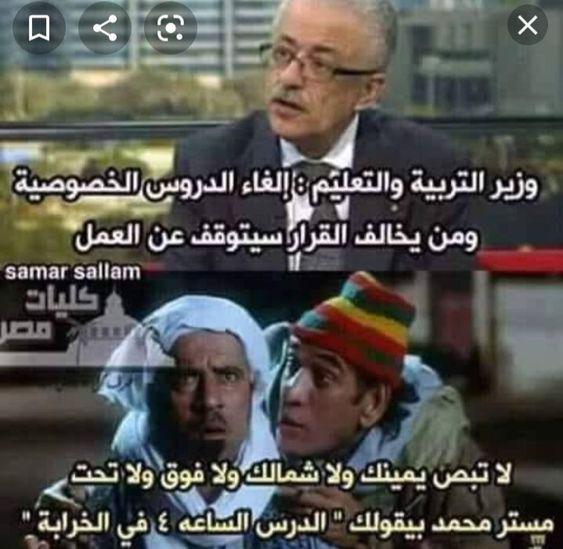 وزير التربية والتعليم : إلغاء الدروس الخصوصية
ومن يخالف القرار سيتوقف عن العمل
samar sallam
كليات
مصر
لا تبص يمينك ولا شمالك ولا فوق ولا تحت
مستر محمد بيقولك " الدرس الساعه ٤ في الخرابة "